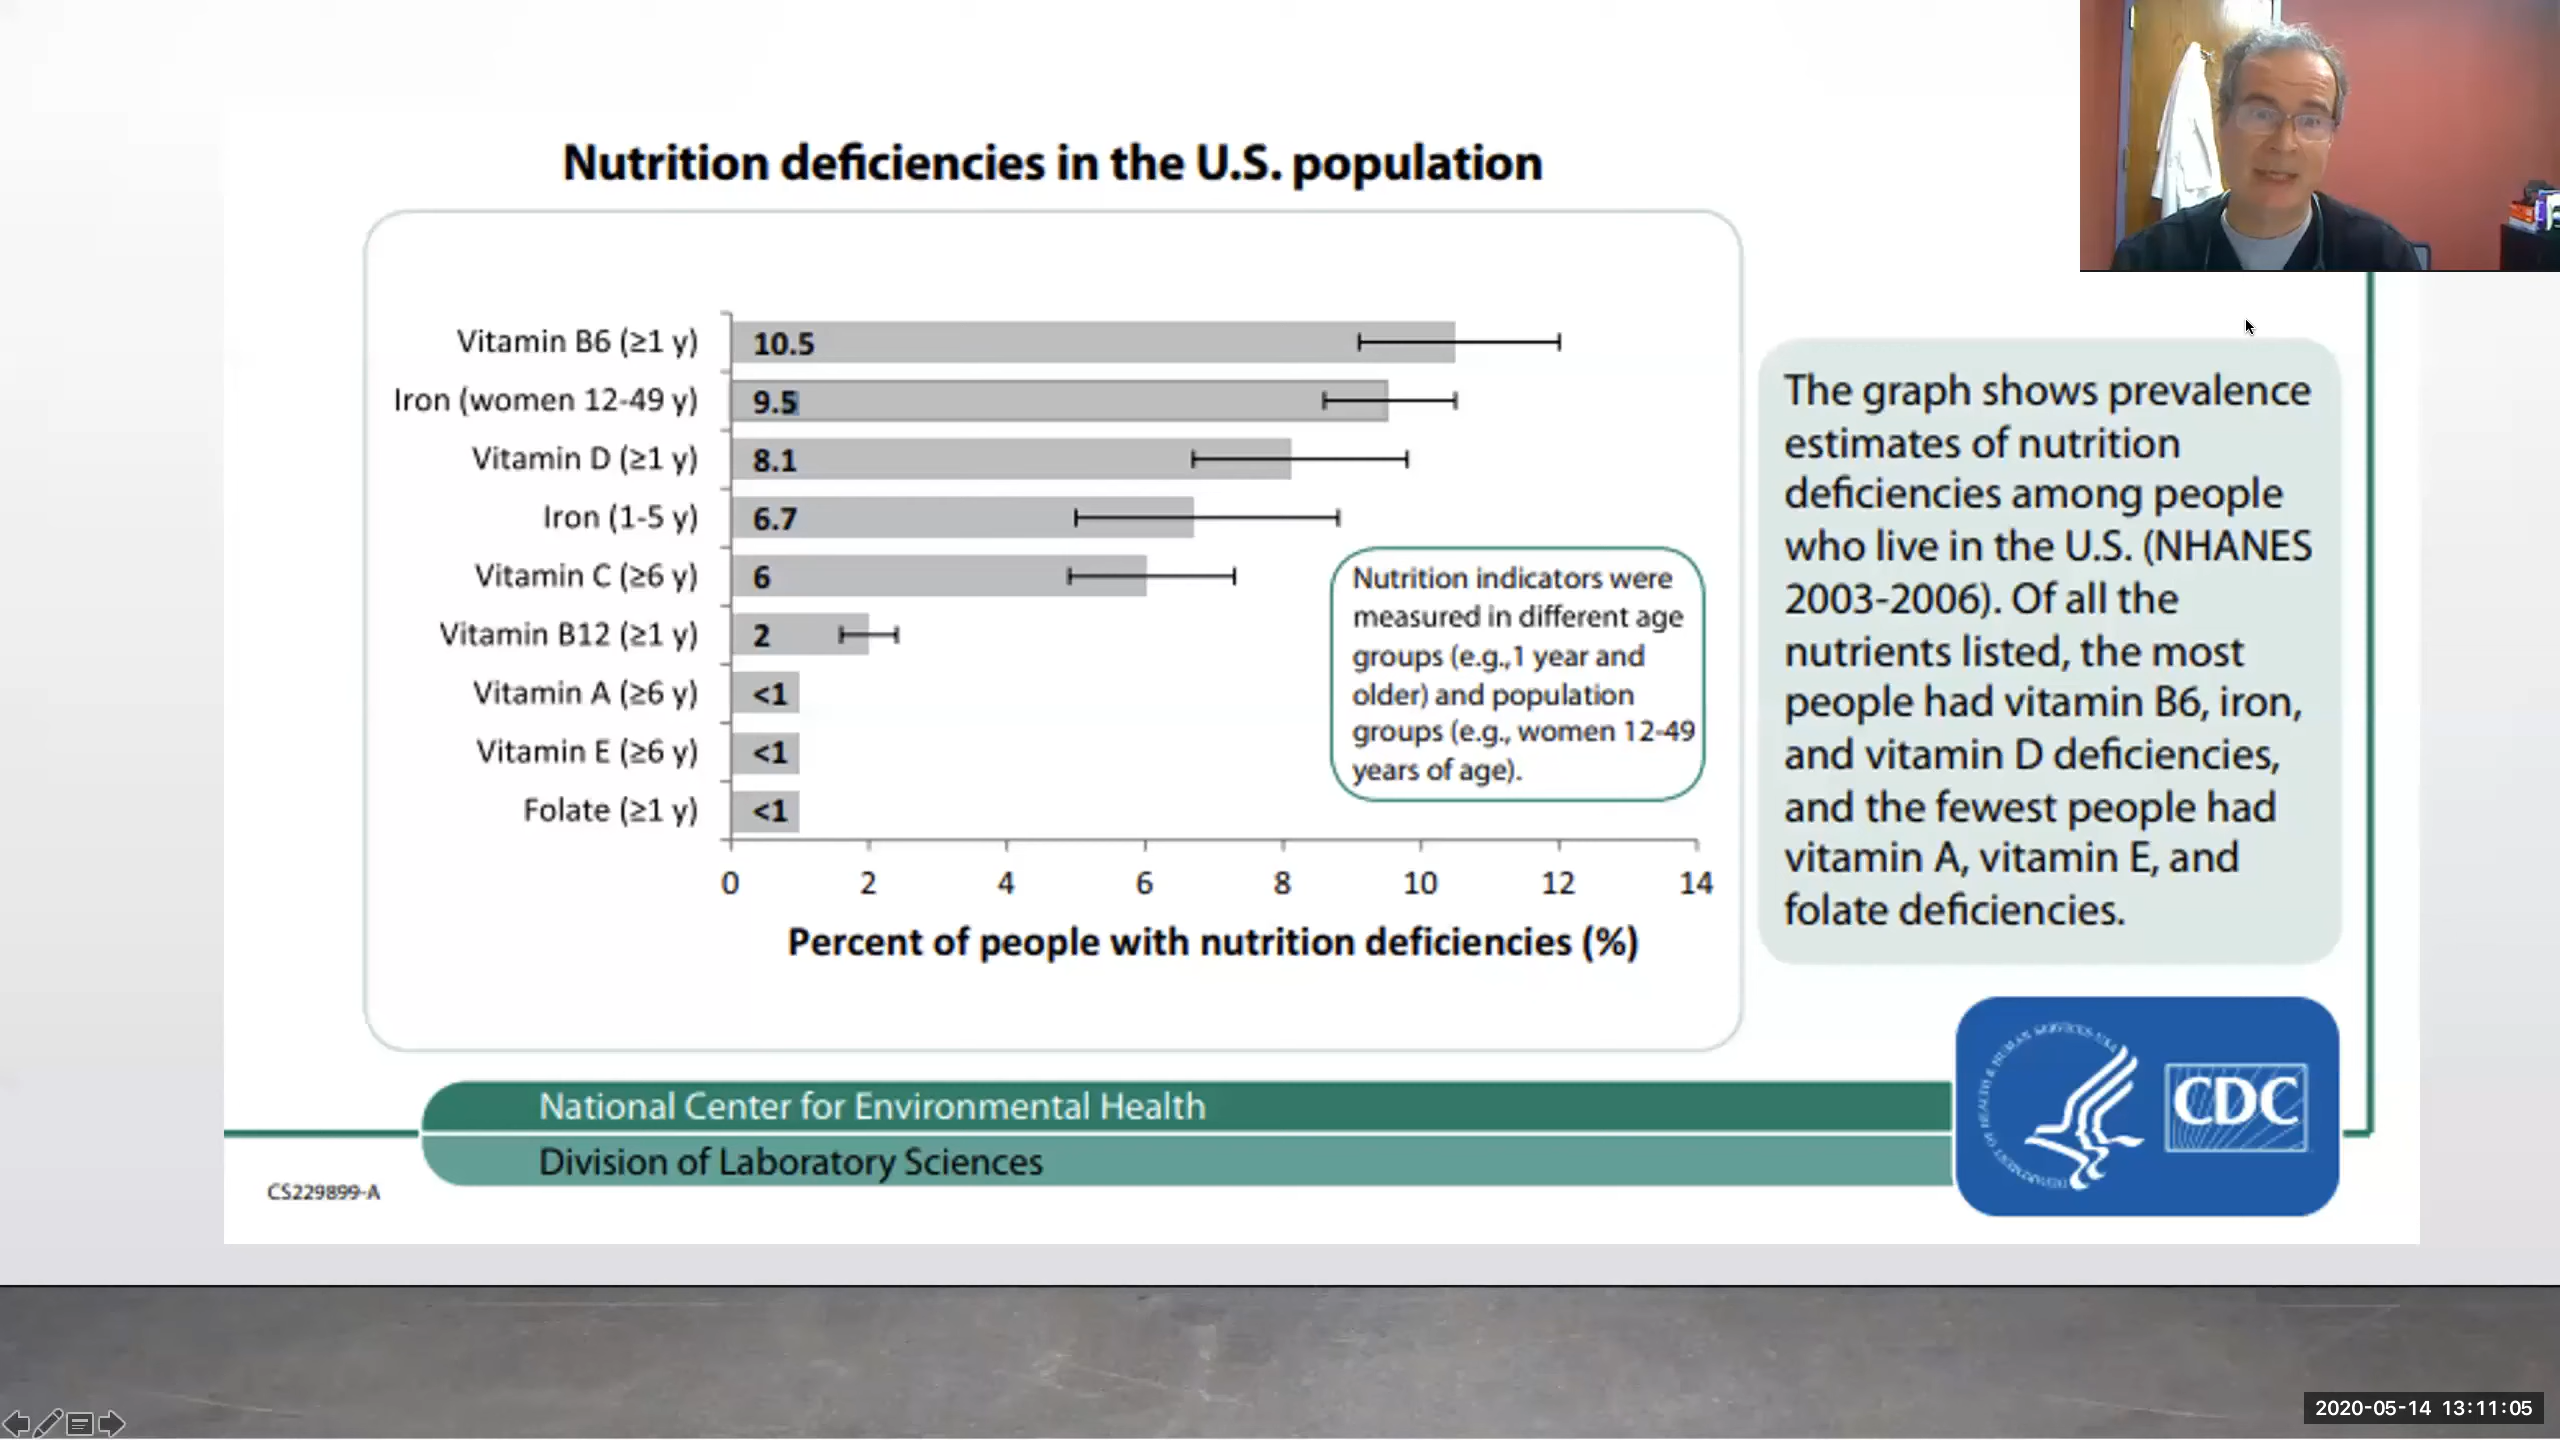 Nutrition deficiencies in the U.S. population
Vitamin B6 (≥1 y) 10.5
Iron (women 12-49 y) 9.5
Vitamin D (≥1 y) 8.1
Iron (1-5 y) 6.7
Vitamin C (≥6 y) 6
Vitamin B12 (≥1 y) 2
Vitamin A (≥6 y) <1
Vitamin E (≥6 y) <1
Folate (≥1 y) <1
0 2 4 6 8 10 12 14
Percent of people with nutrition deficiencies (%)
Nutrition indicators were
measured in different age
groups (e.g.,1 year and
older) and population
groups (e.g., women 12-49
years of age).
The graph shows prevalence
estimates of nutrition
deficiencies among people
who live in the U.S. (NHANES
2003-2006). Of all the
nutrients listed, the most
people had vitamin B6, iron,
and vitamin D deficiencies,
and the fewest people had
vitamin A, vitamin E, and
folate deficiencies.
National Center for Environmental Health
Division of Laboratory Sciences
CS229899-A
DEPARTMENT OF HEALTH & HUMAN SERVICES USA
CDC
2020-05-14 13:11:05